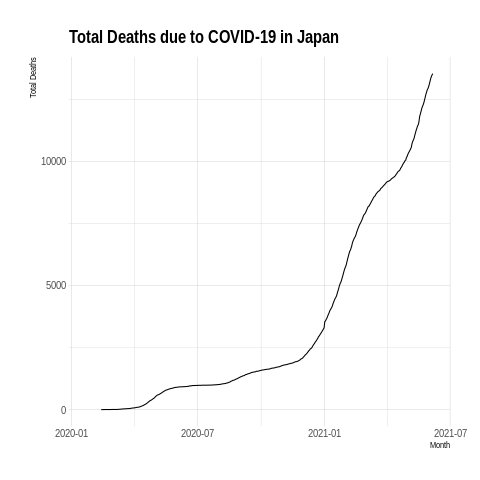 Total Deaths due to COVID-19 in Japan
Total Deaths
10000
5000
0
2020-01 2020-07 2021-01 2021-07
Month